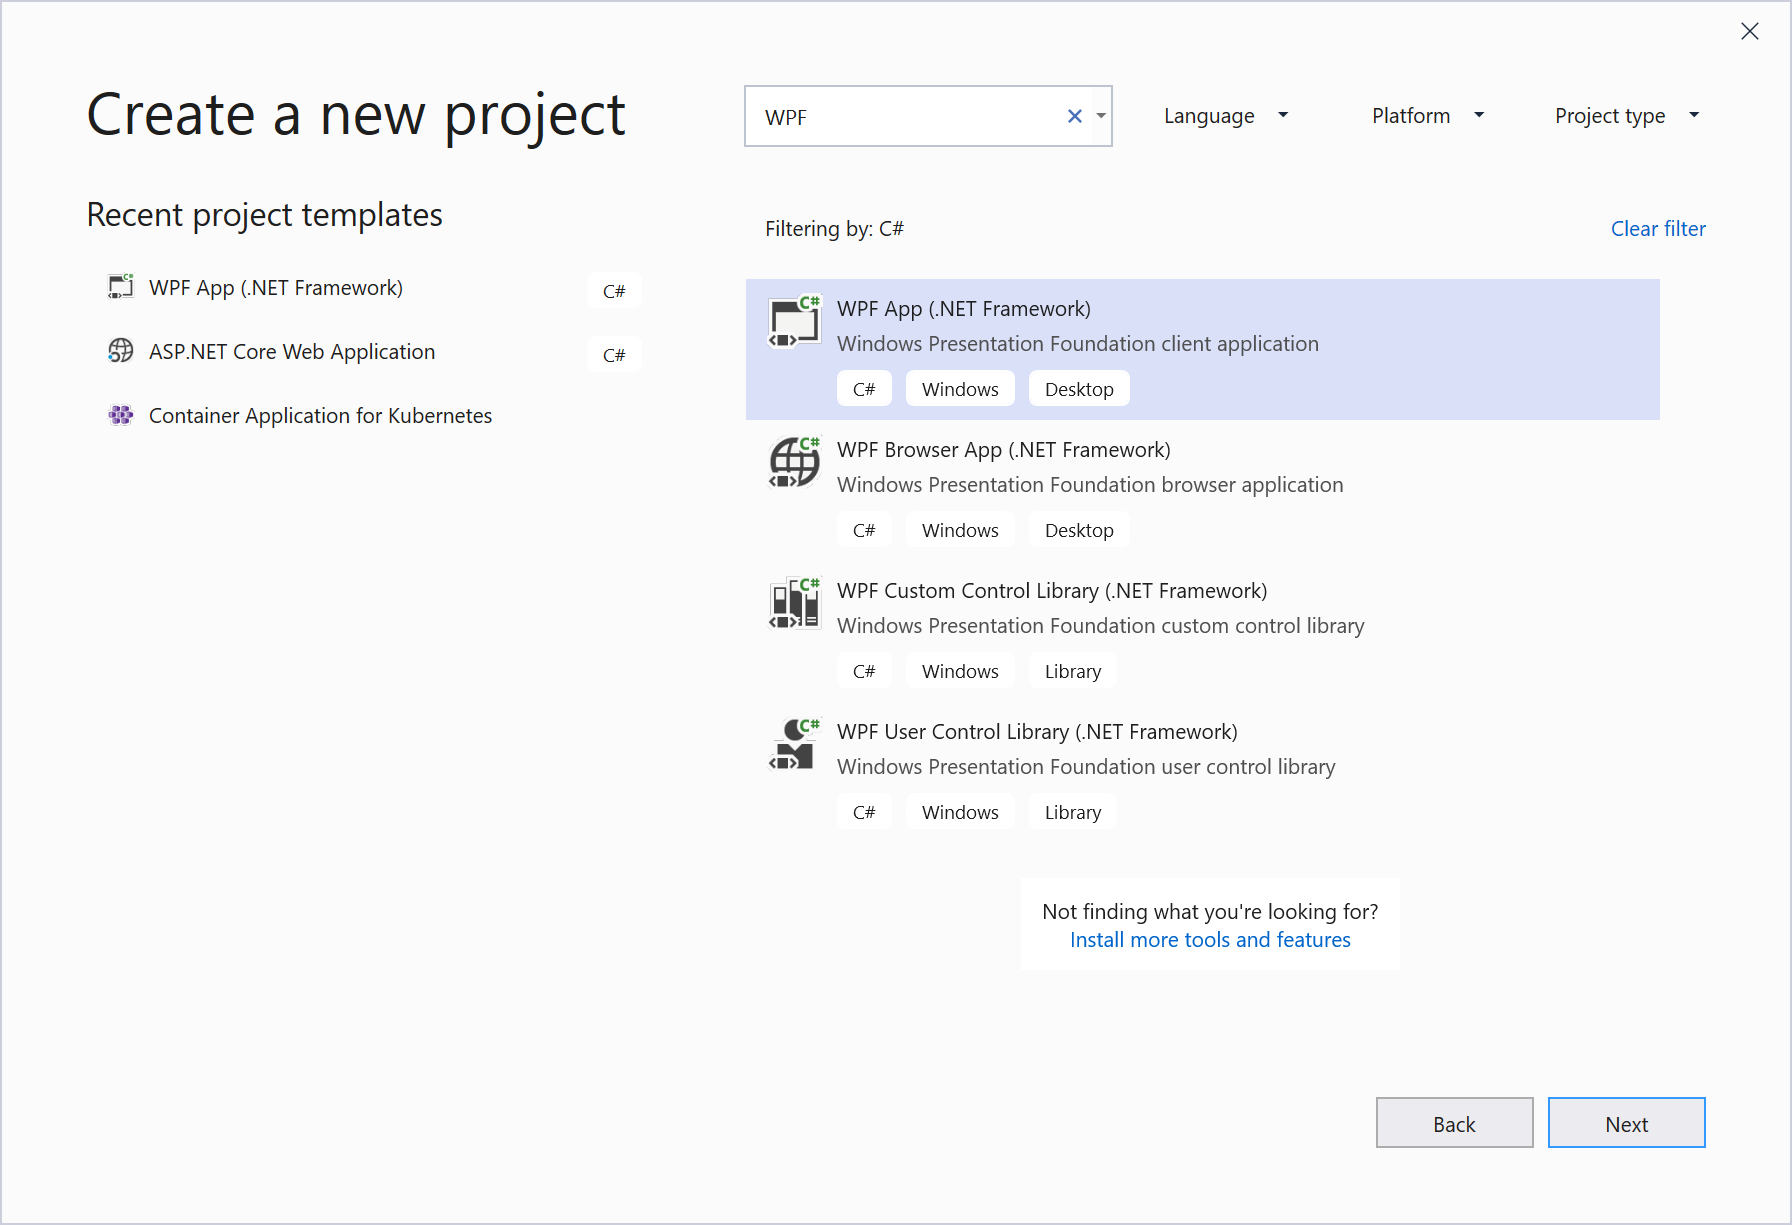 Create a new project
WPF
Language
Platform
Project type
Recent project templates
WPF App (.NET Framework)
C#
ASP.NET Core Web Application
C#
Container Application for Kubernetes
Filtering by: C#
Clear filter
C#
WPF App (.NET Framework)
Windows Presentation Foundation client application
C# Windows Desktop
C#
WPF Browser App (.NET Framework)
Windows Presentation Foundation browser application
C# Windows Desktop
C#
WPF Custom Control Library (.NET Framework)
Windows Presentation Foundation custom control library
C# Windows Library
C#
WPF User Control Library (.NET Framework)
Windows Presentation Foundation user control library
C# Windows Library
Not finding what you're looking for?
Install more tools and features
Back
Next